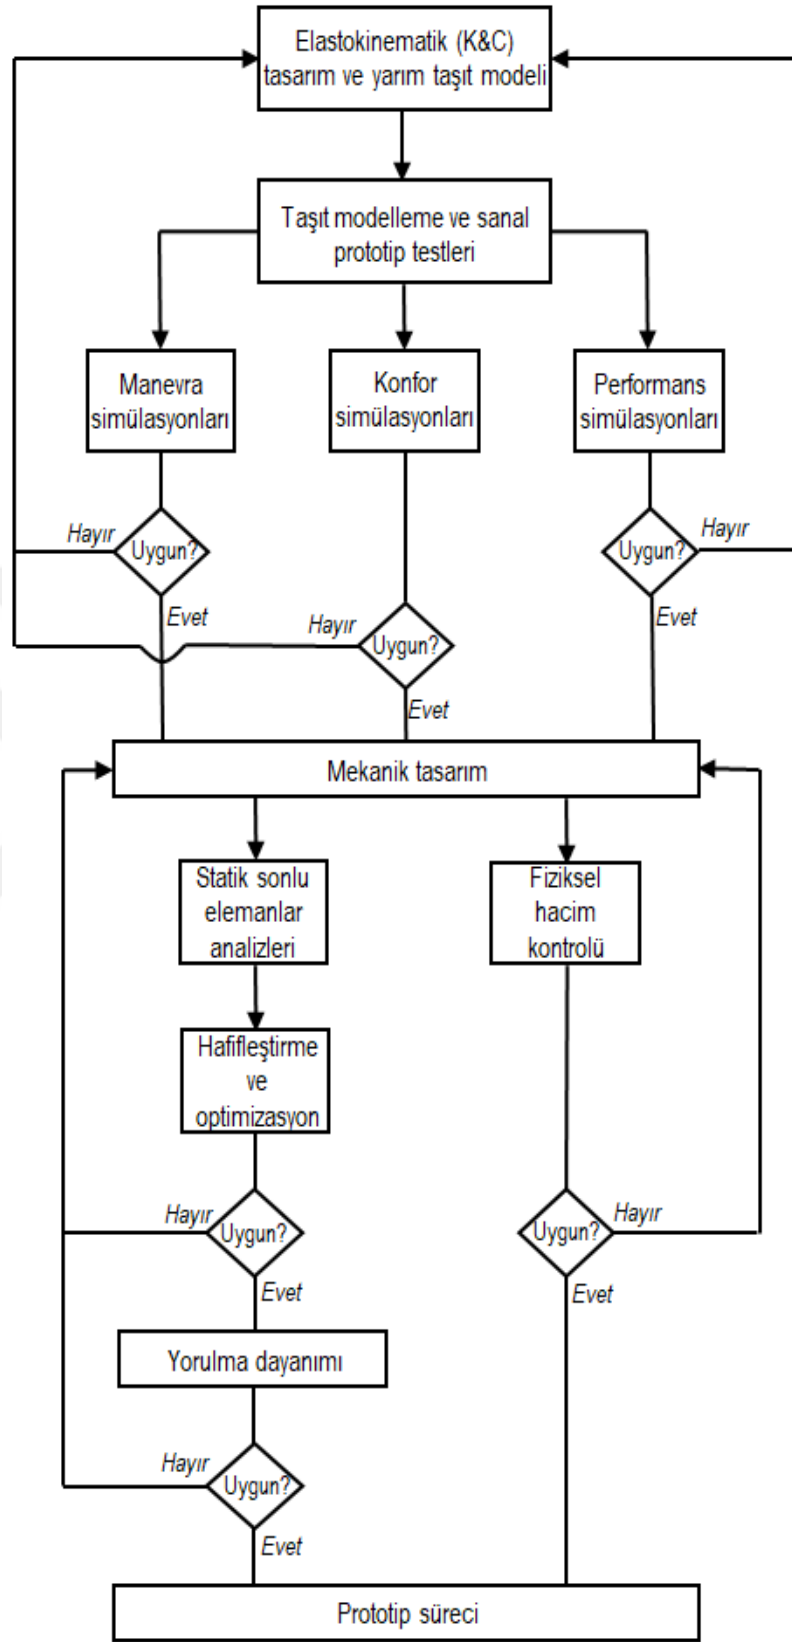 Elastokinematik (K&C)
tasarım ve yarım taşıt modeli
Taşıt modelleme ve sanal
prototip testleri
Manevra
simülasyonları
Konfor
simülasyonları
Performans
simülasyonları
Hayır
Uygun?
Evet
Hayır
Uygun?
Evet
Uygun?
Hayır
Evet
Mekanik tasarım
Statik sonlu
elemanlar
analizleri
Fiziksel
hacim
kontrolü
Hafifleştirme
ve
optimizasyon
Hayır
Uygun?
Evet
Uygun?
Hayır
Evet
Yorulma dayanımı
Hayır
Uygun?
Evet
Prototip süreci